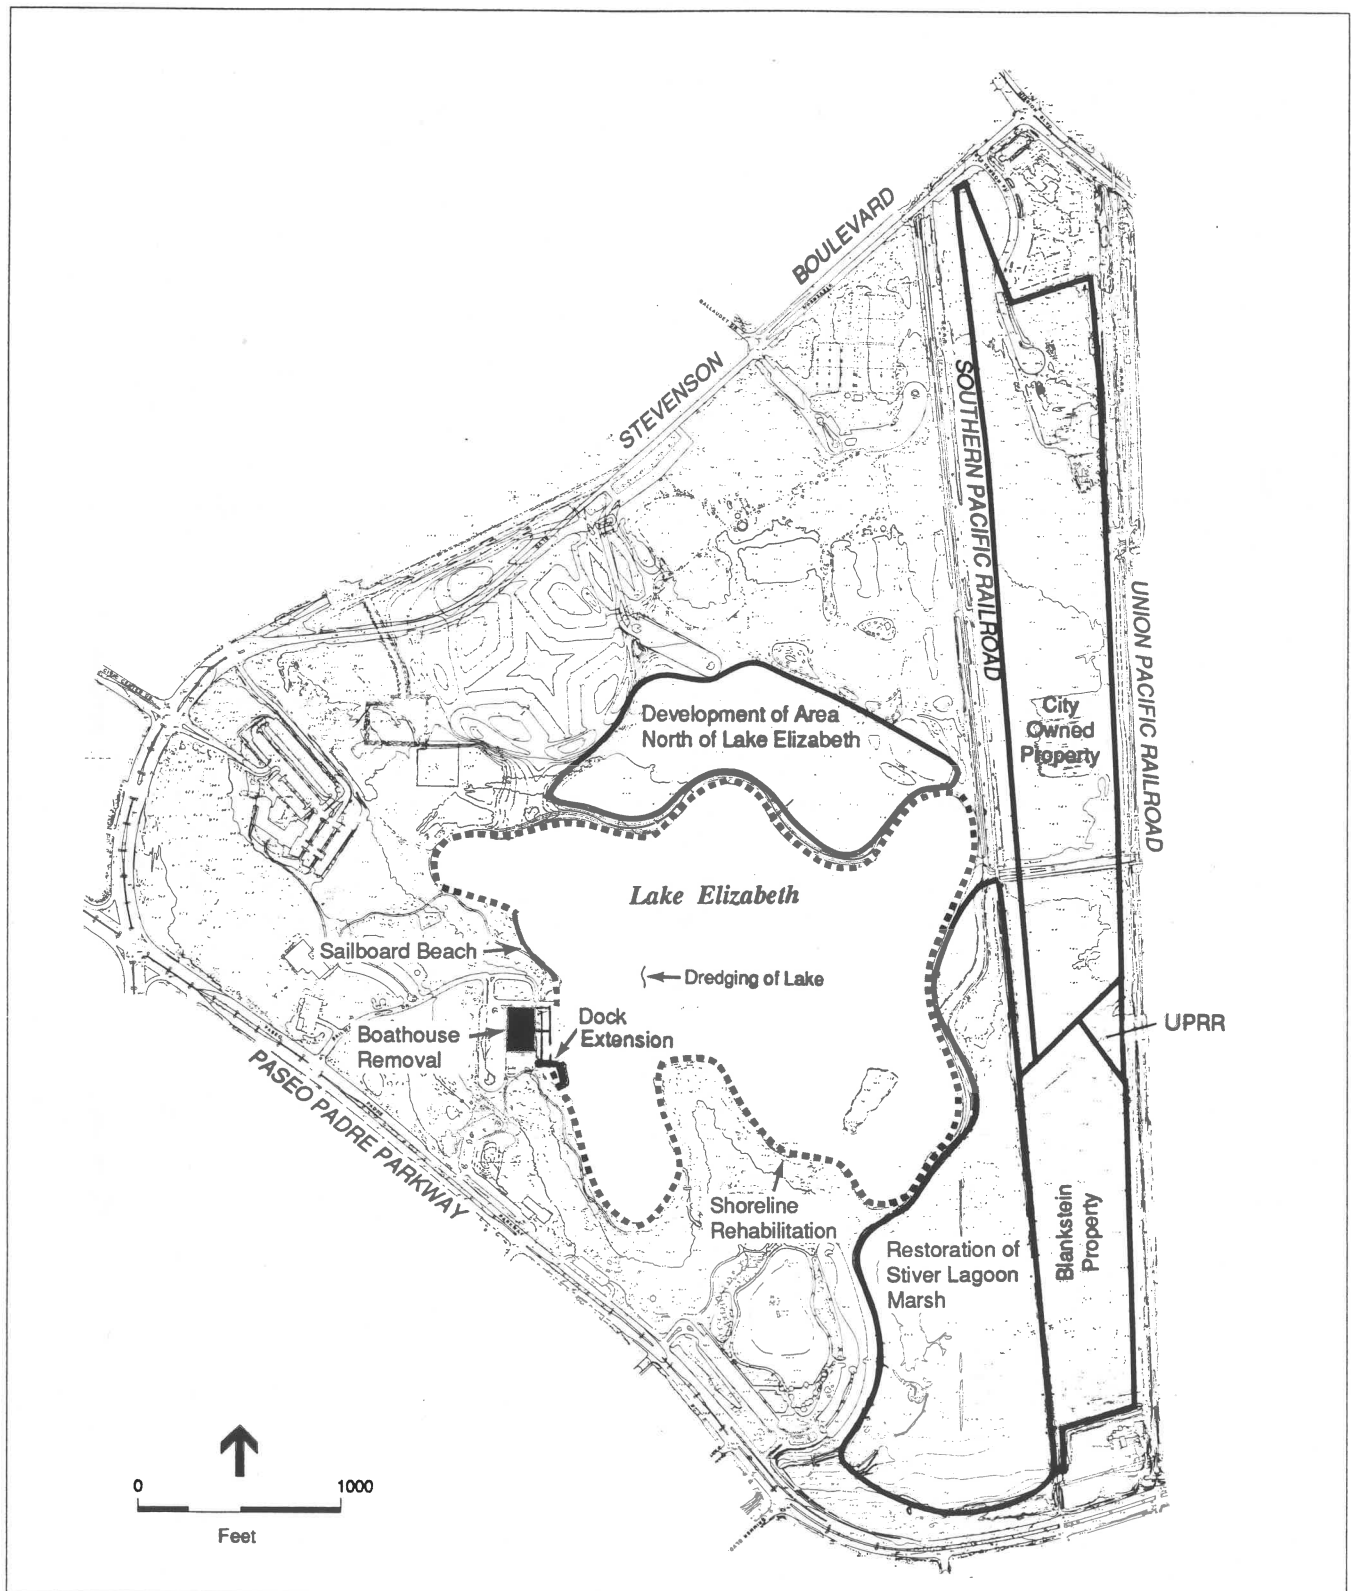 STEVENSON BOULEVARD
SOUTHERN PACIFIC RAILROAD
UNION PACIFIC RAILROAD
Development of Area
North of Lake Elizabeth
City
Owned
Property
Lake Elizabeth
Sailboard Beach
Dredging of Lake
Boathouse
Removal
Dock
Extension
UPRR
PASEO PADRE PARKWAY
Shoreline
Rehabilitation
Restoration of
Stiver Lagoon
Marsh
Blankstein
Property
0 1000
Feet